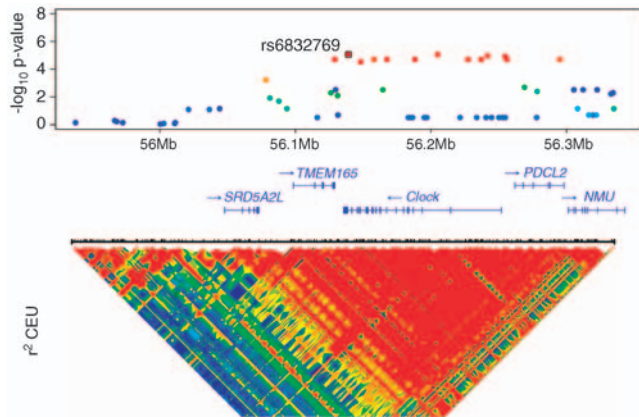 -log10 p-value
8
6
4
2
0
rs6832769
56Mb 56.1Mb 56.2Mb 56.3Mb
→ PDCL2
→ TMEM165
→ SRD5A2L ← Clock → NMU
r² CEU